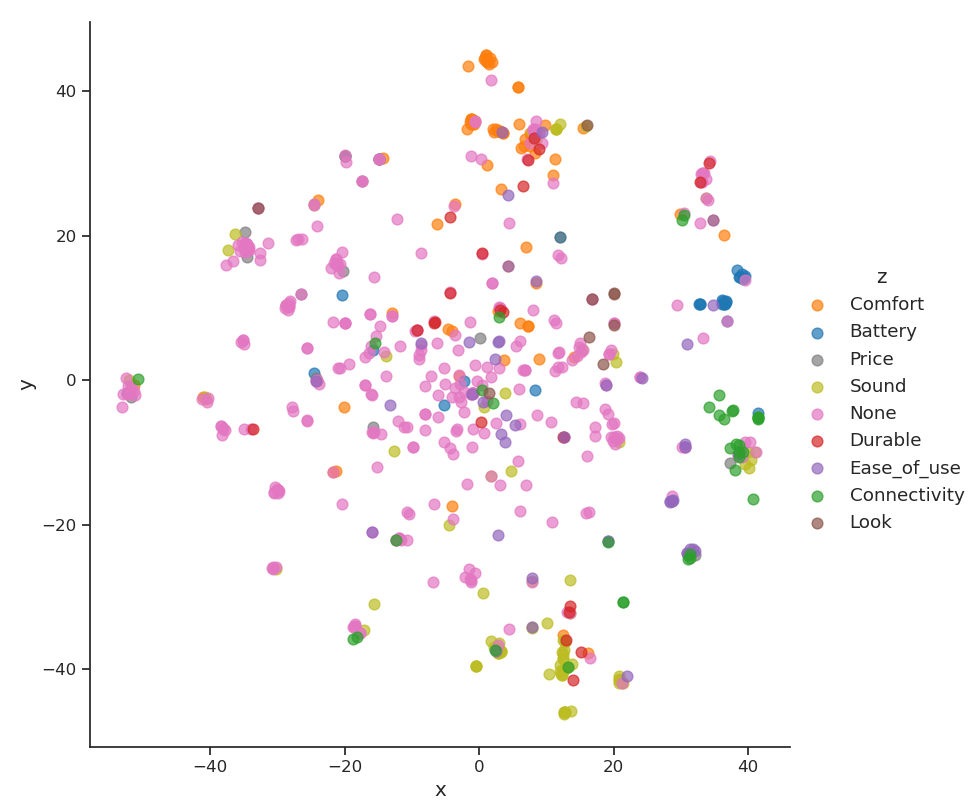 40
20
0
−20
−40
y
−40
−20
0
20
40
x
z
Comfort
Battery
Price
Sound
None
Durable
Ease_of_use
Connectivity
Look